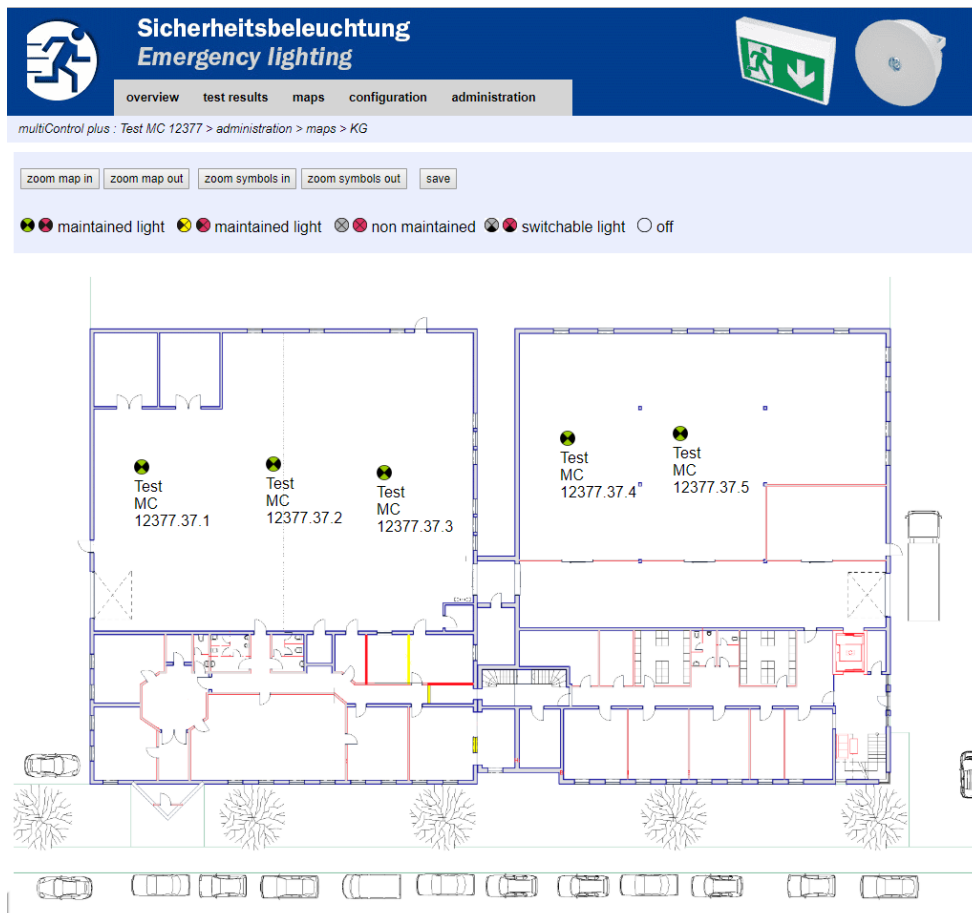 Sicherheitsbeleuchtung
Emergency lighting
overview test results maps configuration administration
multiControl plus : Test MC 12377 > administration > maps > KG
zoom map in zoom map out zoom symbols in zoom symbols out save
maintained light maintained light non maintained switchable light off
Test
MC
12377.37.1
Test
MC
12377.37.2
Test
MC
12377.37.3
Test
MC
12377.37.4
Test
MC
12377.37.5